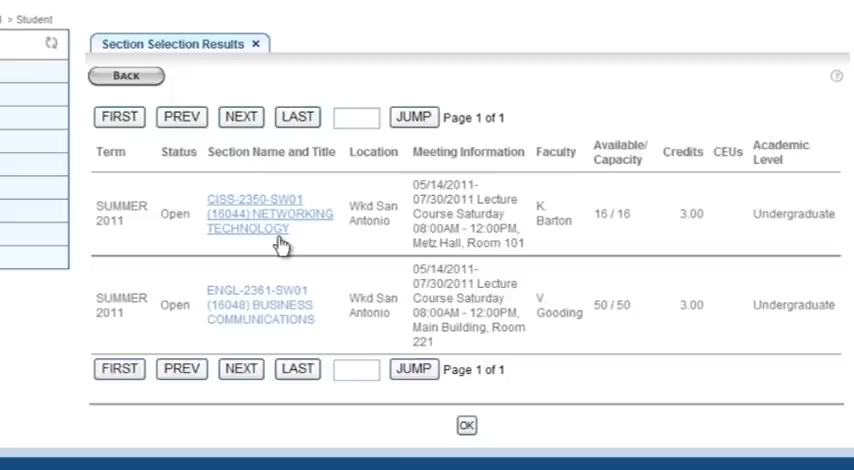 > Student
Section Selection Results ×
BACK
FIRST PREV NEXT LAST JUMP Page 1 of 1
Term Status Section Name and Title Location Meeting Information Faculty Available/ Capacity Credits CEUs Academic Level
SUMMER 2011 Open CISS-2350-SW01 (16044) NETWORKING TECHNOLOGY Wkd San Antonio 05/14/2011- 07/30/2011 Lecture Course Saturday 08:00AM - 12:00PM, Metz Hall, Room 101 K. Barton 16 / 16 3.00 Undergraduate
SUMMER 2011 Open ENGL-2361-SW01 (16048) BUSINESS COMMUNICATIONS Wkd San Antonio 05/14/2011- 07/30/2011 Lecture Course Saturday 08:00AM - 12:00PM, Main Building, Room 221 V. Gooding 50 / 50 3.00 Undergraduate
FIRST PREV NEXT LAST JUMP Page 1 of 1
OK